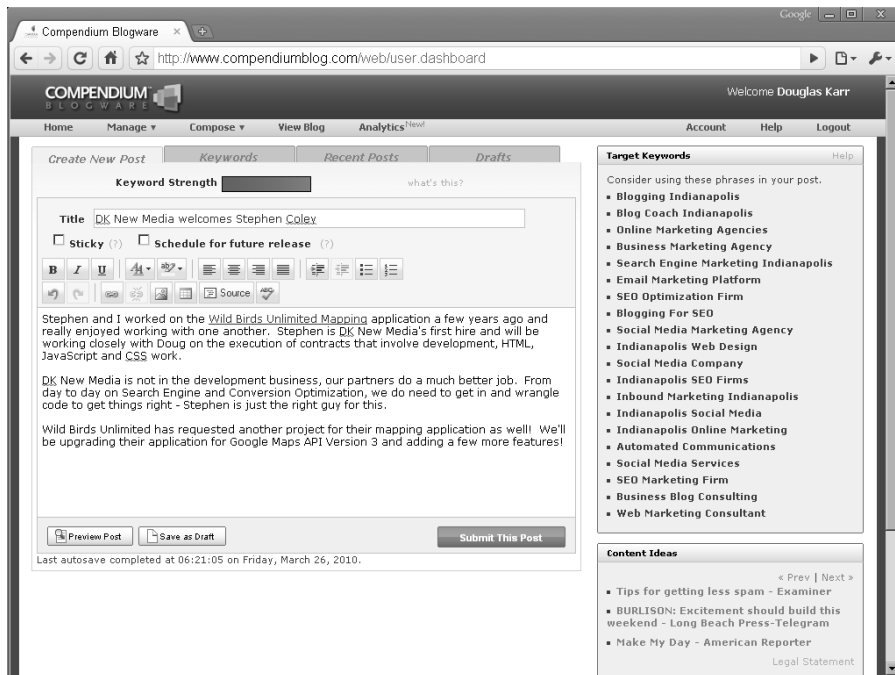 Google
Compendium Blogware
http://www.compendiumblog.com/web/user.dashboard
COMPENDIUM
BLOGWARE
Welcome Douglas Karr
Home Manage Compose View Blog Analytics New! Account Help Logout
Create New Post Keywords Recent Posts Drafts
Keyword Strength what's this?
Title DK New Media welcomes Stephen Coley
Sticky (?) Schedule for future release (?)
B I U A ab ABC
Source
Stephen and I worked on the Wild Birds Unlimited Mapping application a few years ago and
really enjoyed working with one another. Stephen is DK New Media's first hire and will be
working closely with Doug on the execution of contracts that involve development, HTML,
JavaScript and CSS work.
DK New Media is not in the development business, our partners do a much better job. From
day to day on Search Engine and Conversion Optimization, we do need to get in and wrangle
code to get things right - Stephen is just the right guy for this.
Wild Birds Unlimited has requested another project for their mapping application as well! We'll
be upgrading their application for Google Maps API Version 3 and adding a few more features!
Preview Post Save as Draft Submit This Post
Last autosave completed at 06:21:05 on Friday, March 26, 2010.
Target Keywords Help
Consider using these phrases in your post.
Blogging Indianapolis
Blog Coach Indianapolis
Online Marketing Agencies
Business Marketing Agency
Search Engine Marketing Indianapolis
Email Marketing Platform
SEO Optimization Firm
Blogging For SEO
Social Media Marketing Agency
Indianapolis Web Design
Social Media Company
Indianapolis SEO Firms
Inbound Marketing Indianapolis
Indianapolis Social Media
Indianapolis Online Marketing
Automated Communications
Social Media Services
SEO Marketing Firm
Business Blog Consulting
Web Marketing Consultant
Content Ideas
« Prev | Next »
Tips for getting less spam - Examiner
BURLISON: Excitement should build this
weekend - Long Beach Press-Telegram
Make My Day - American Reporter
Legal Statement